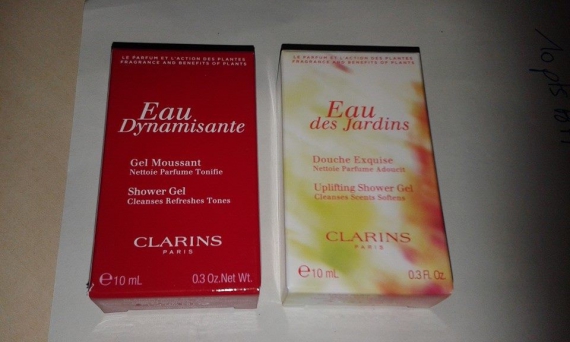 LE PARFUM ET L'ACTION DES PLANTES
FRAGRANCE AND BENEFITS OF PLANTS
Eau
Dynamisante
Gel Moussant
Nettoie Parfume Tonifie
Shower Gel
Cleanses Refreshes Tones
CLARINS
PARIS
e 10 mL 0.3 Oz.Net Wt.
LE PARFUM ET L'ACTION DES PLANTES
FRAGRANCE AND BENEFITS OF PLANTS
Eau
des Jardins
Douche Exquise
Nettoie Parfume Adoucit
Uplifting Shower Gel
Cleanses Scents Softens
CLARINS
PARIS
e 10 mL 0.3 Fl. Oz.